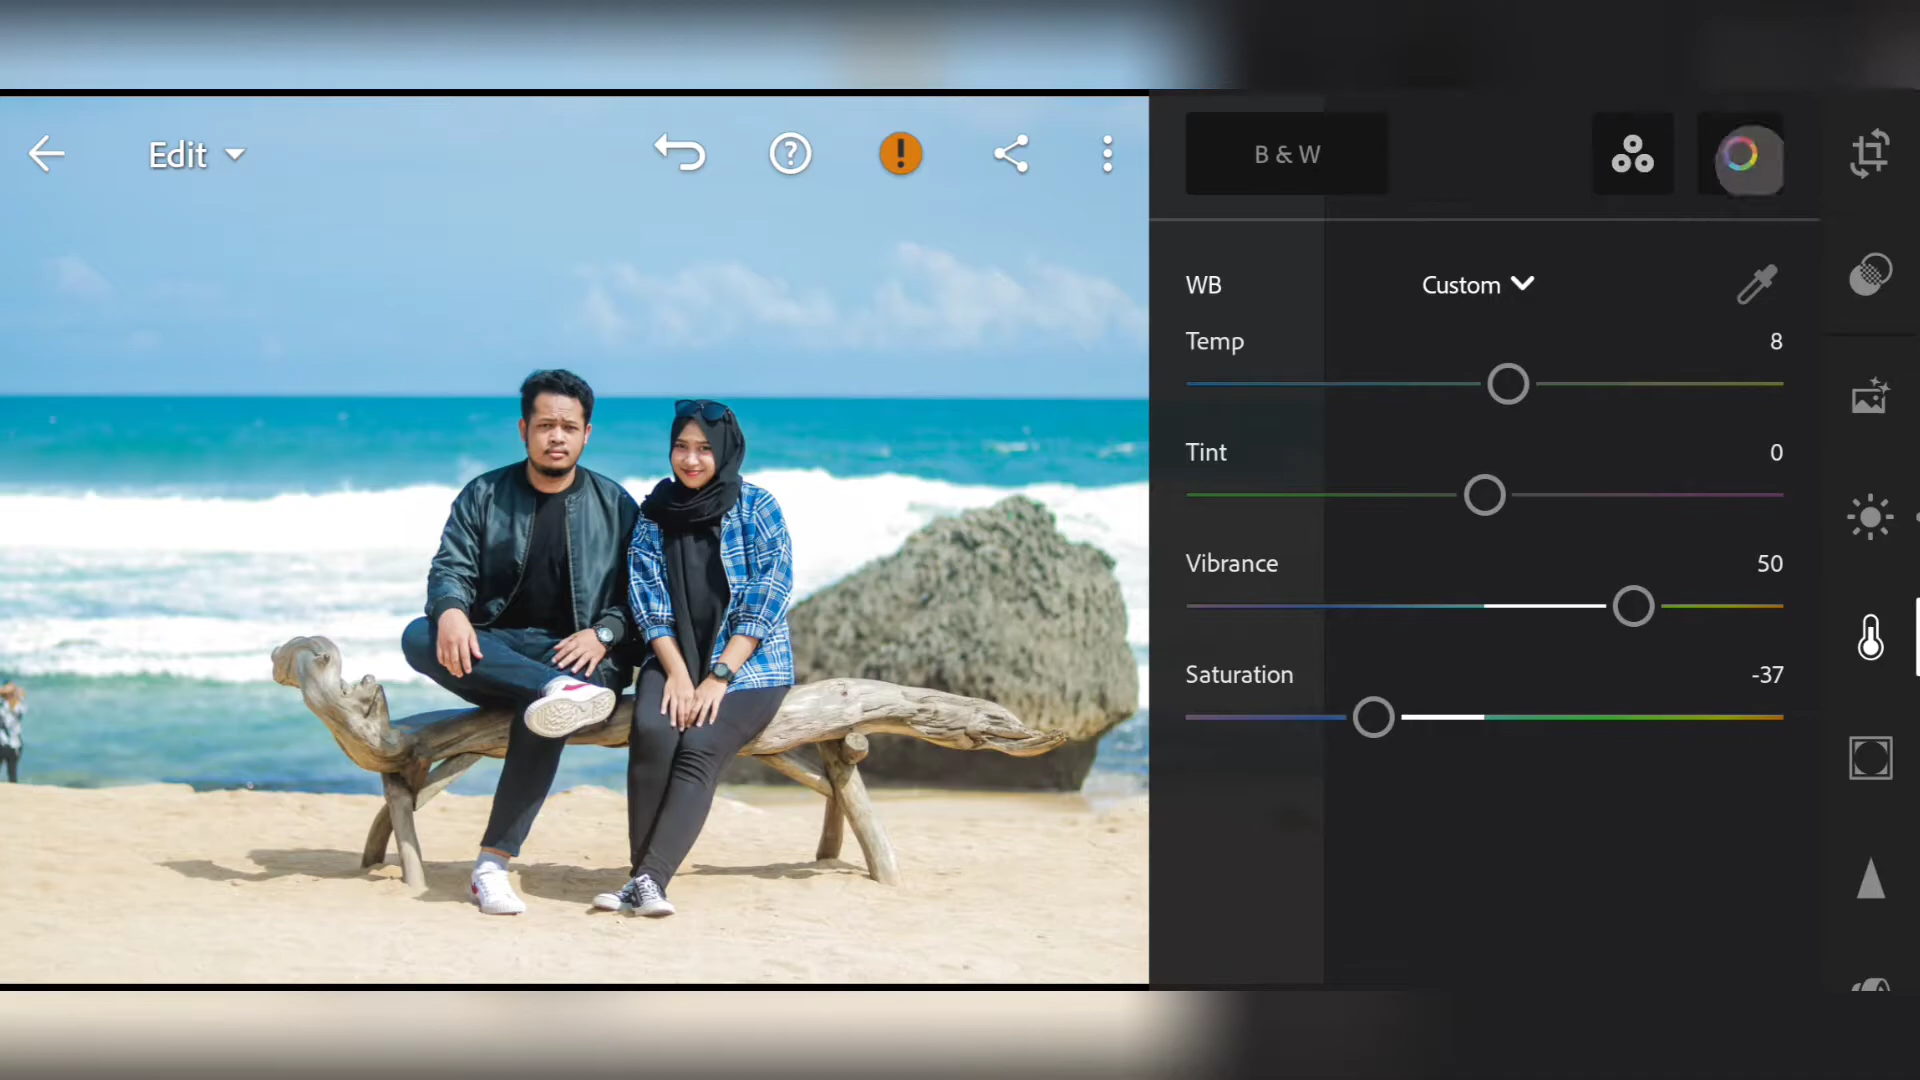 Edit
B & W
WB Custom
Temp 8
Tint 0
Vibrance 50
Saturation -37